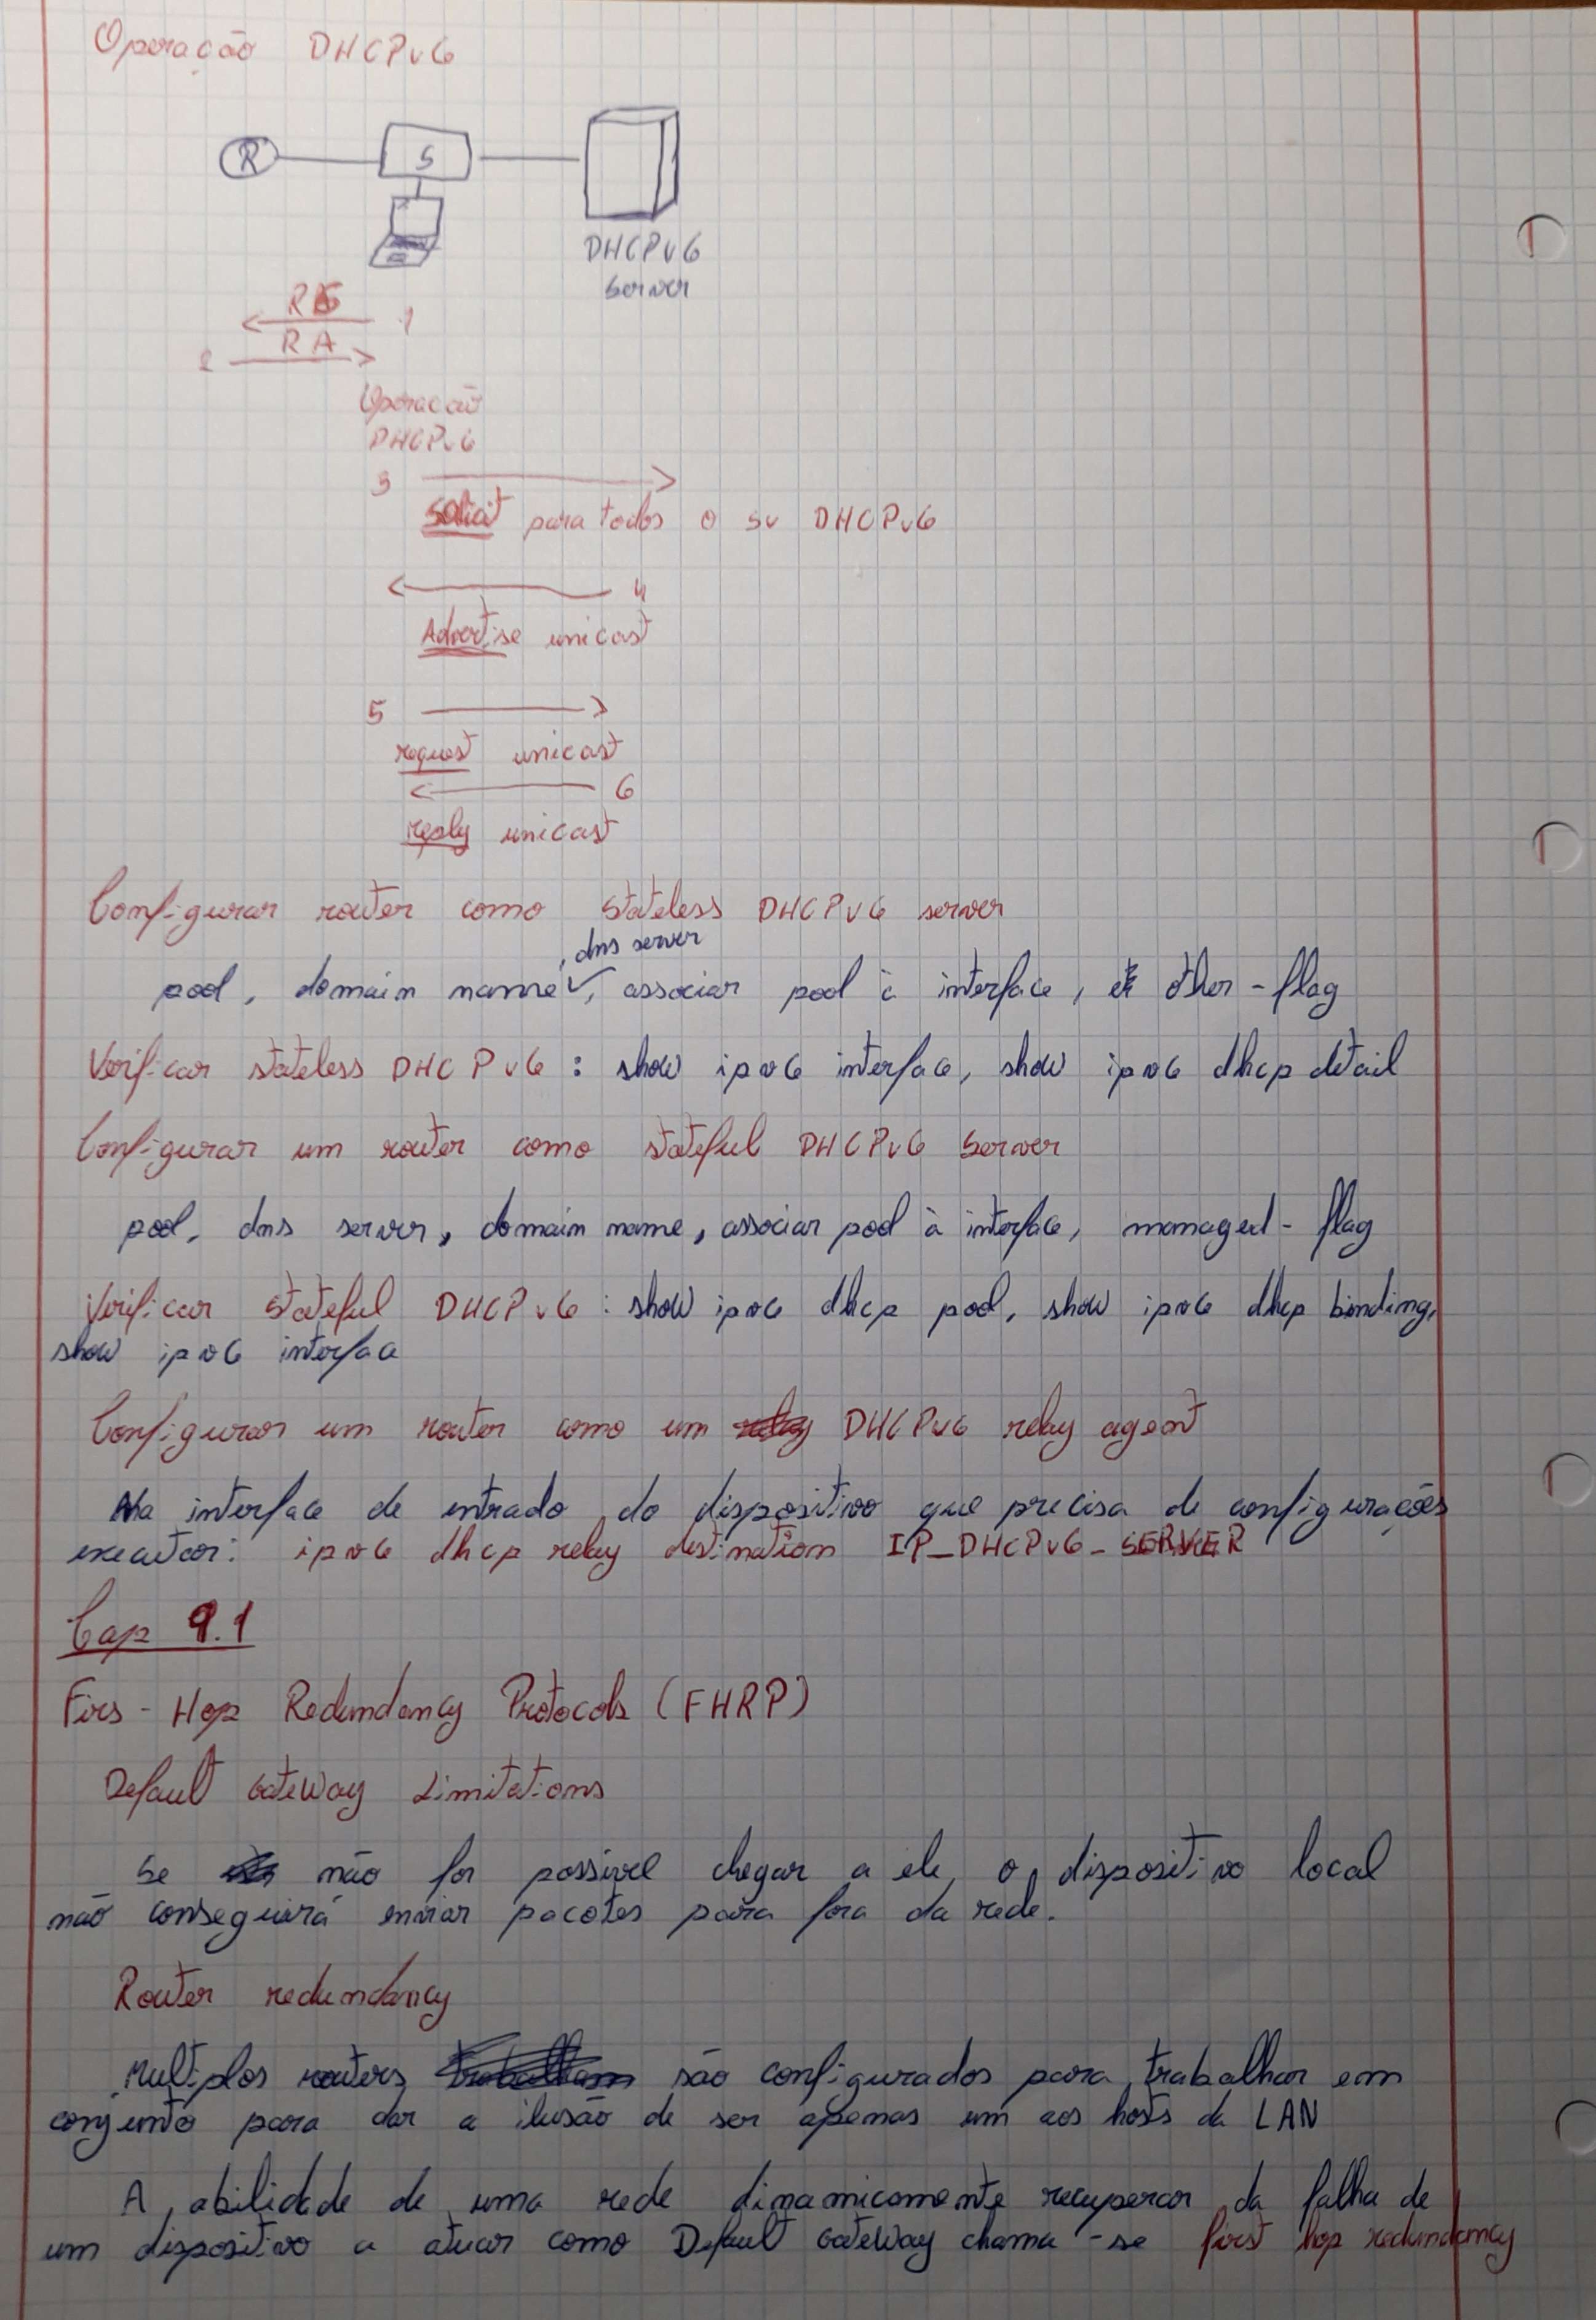 Operação DHCPv6
R S
DHCPv6
Server
RS
1
RA
2
Operação
DHCPv6
3
Solicit para todos o sv DHCPv6
4
Advertise unicast
5
request unicast
6
reply unicast
Configurar router como stateless DHCPv6 server
, dns server
pool, domain name, associar pool à interface, other-flag
Verificar stateless DHCPv6: show ipv6 interface, show ipv6 dhcp detail
Configurar um router como stateful DHCPv6 Server
pool, dns server, domain name, associar pool à interface, managed-flag
Verificar stateful DHCPv6: show ipv6 dhcp pool, show ipv6 dhcp binding,
show ipv6 interface
Configurar um router como um DHCPv6 relay agent
Na interface de entrado do dispositivo que precisa de configurações
executar: ipv6 dhcp relay destination IP_DHCPv6_SERVER
Cap 9.1
Firs-Hop Redundancy Protocols (FHRP)
Default Gateway Limitations
Se não for possivel chegar a ele, o dispositivo local
não conseguirá enviar pacotes para fora da rede.
Router redundancy
Multiplos routers são configurados para trabalhar em
conjunto para dar a ilusão de ser apenas um aos hosts da LAN
A abilidade de uma rede dinamicamente recuperar da falha de
um dispositivo a atuar como Default Gateway chama-se first hop redundancy